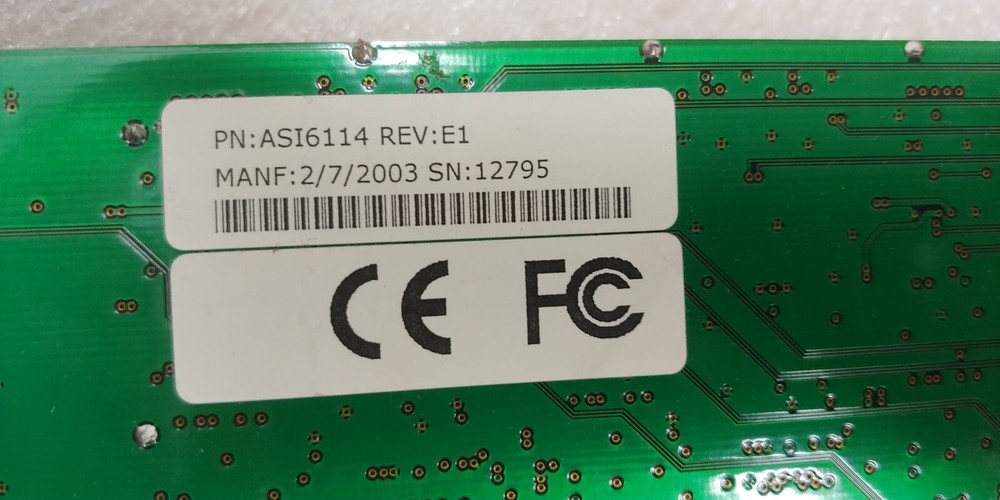 PN:ASI6114 REV:E1
MANF:2/7/2003 SN:12795
CE FC